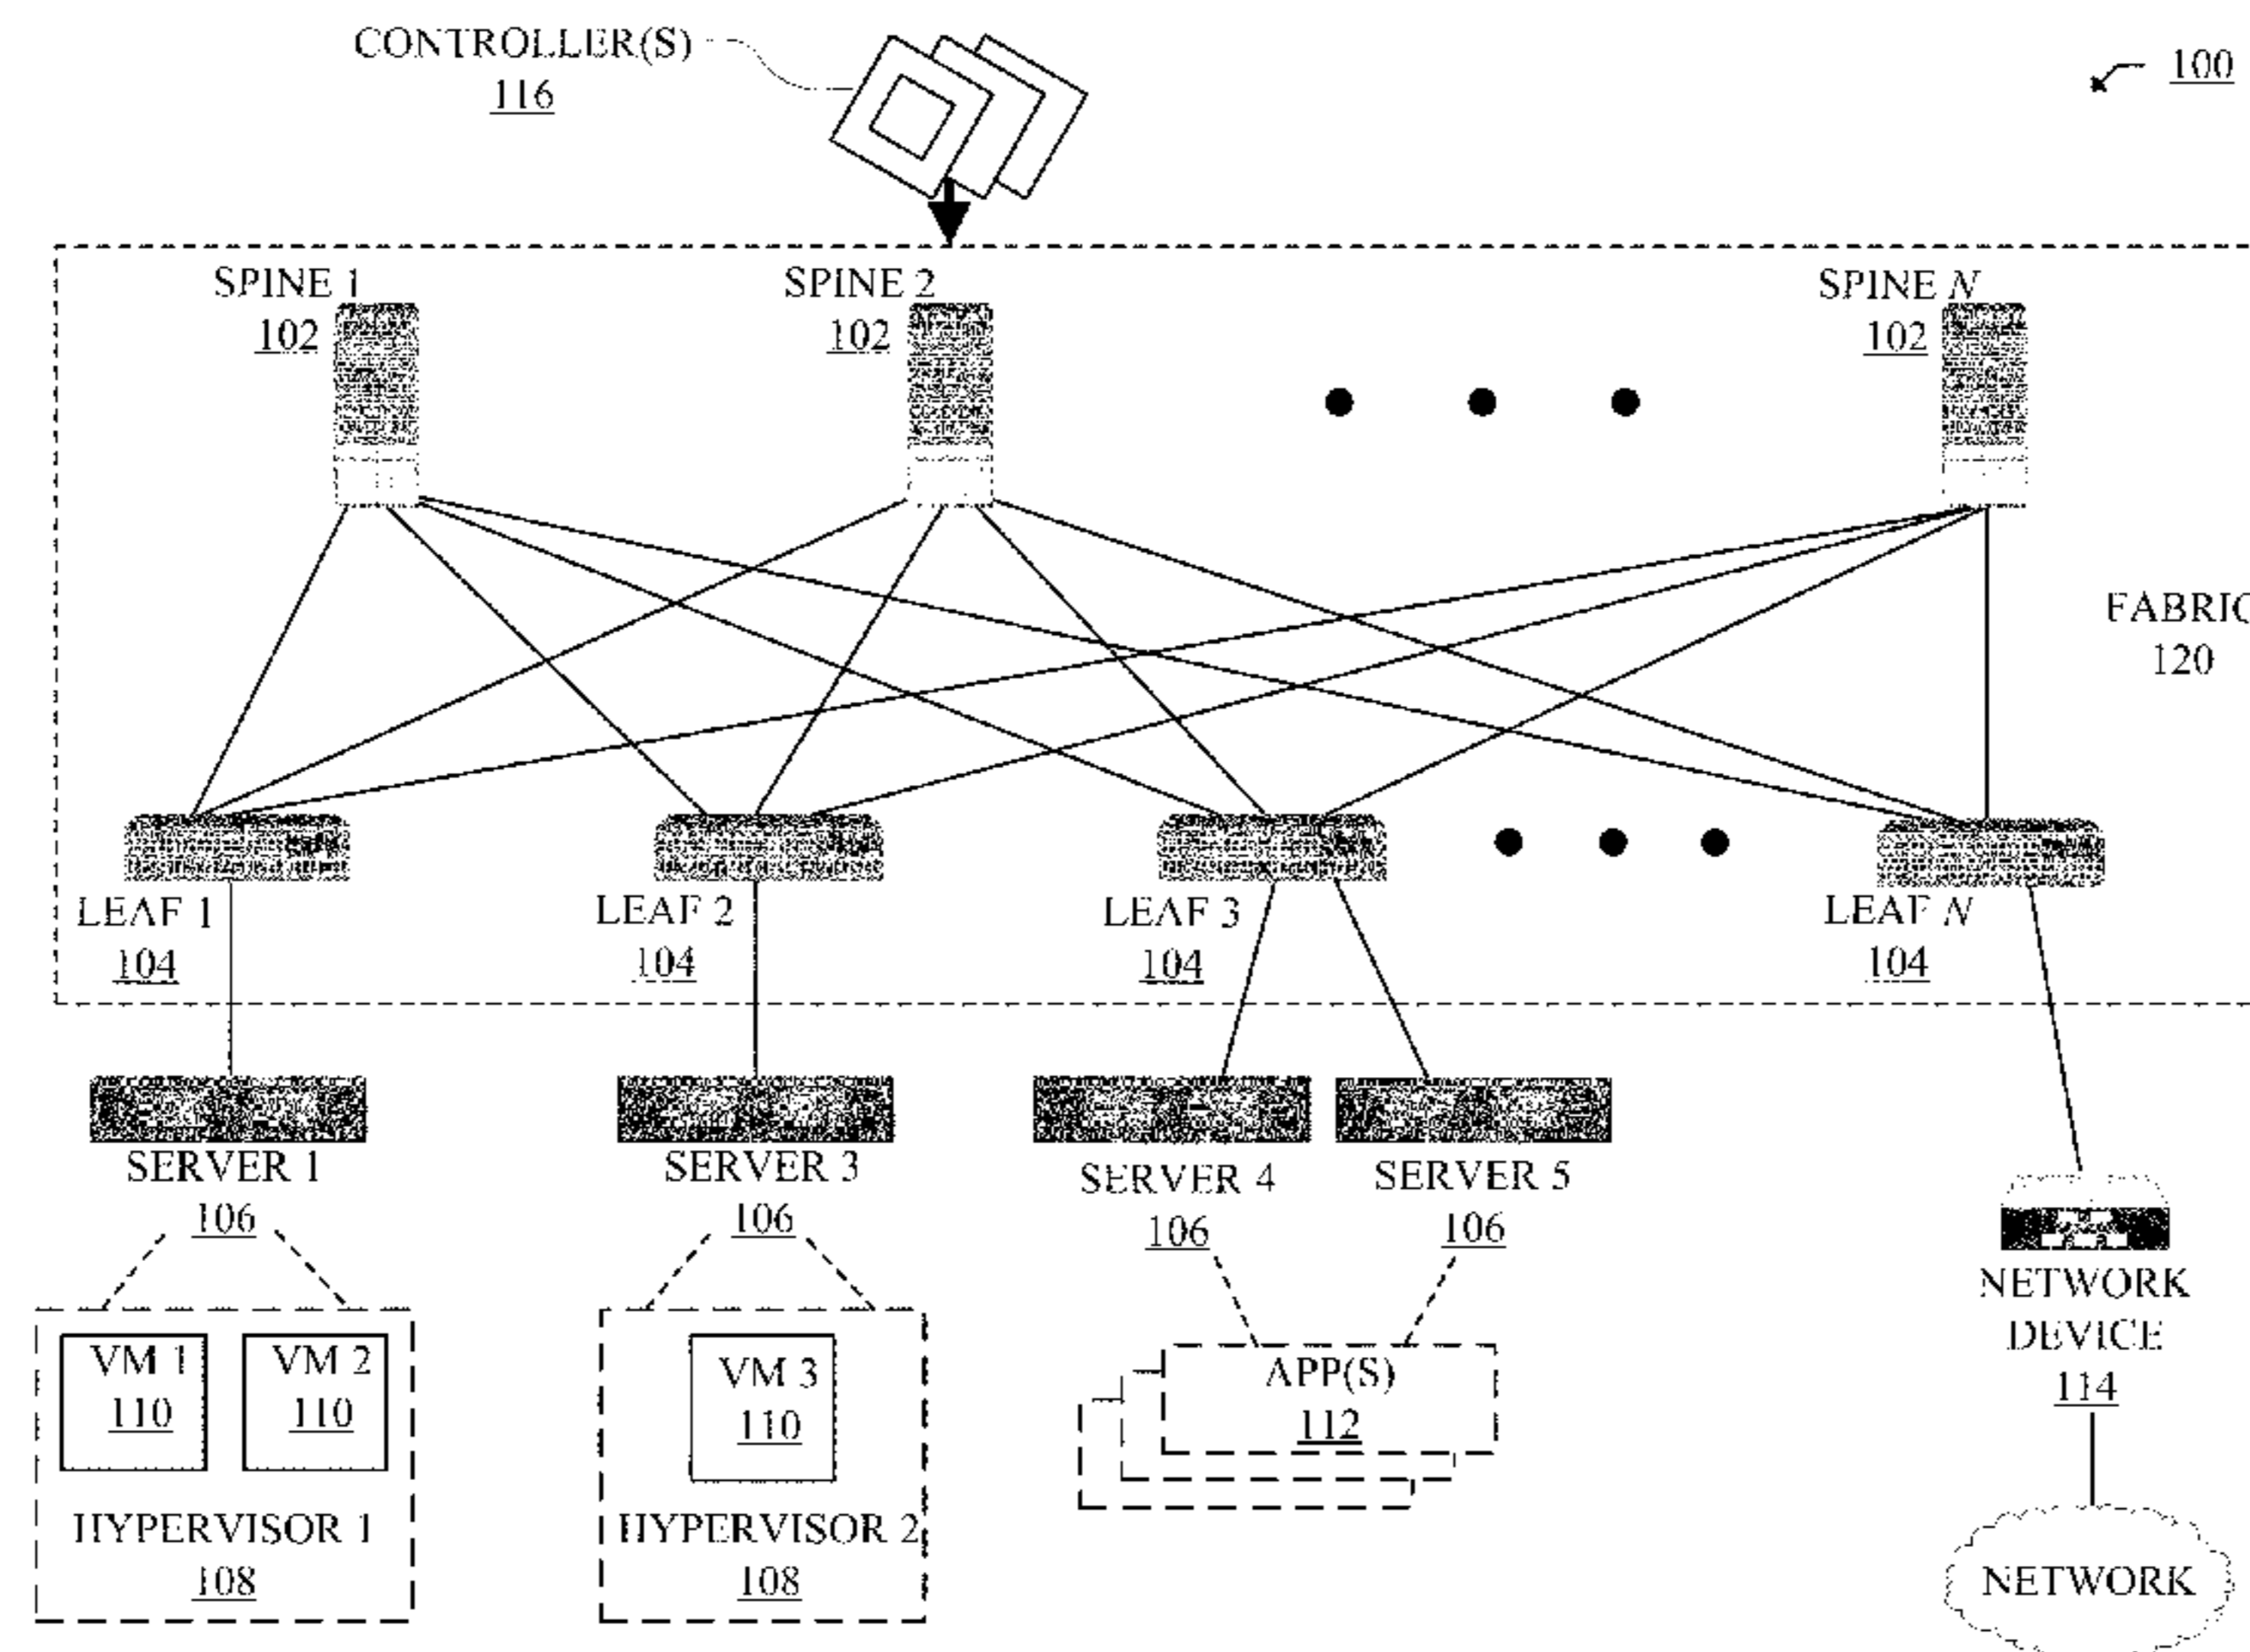 CONTROLLER(S)
116
100
SPINE 1
102
SPINE 2
102
SPINE N
102
120
LEAF 1
104
LEAF 2
104
LEAF 3
104
LEAF N
104
SERVER 1
106
SERVER 3
106
SERVER 4
106
SERVER 5
106
NETWORK
DEVICE
114
VM 1
110
VM 2
110
HYPERVISOR 1
108
VM 3
110
HYPERVISOR 2
108
APP(S)
112
NETWORK